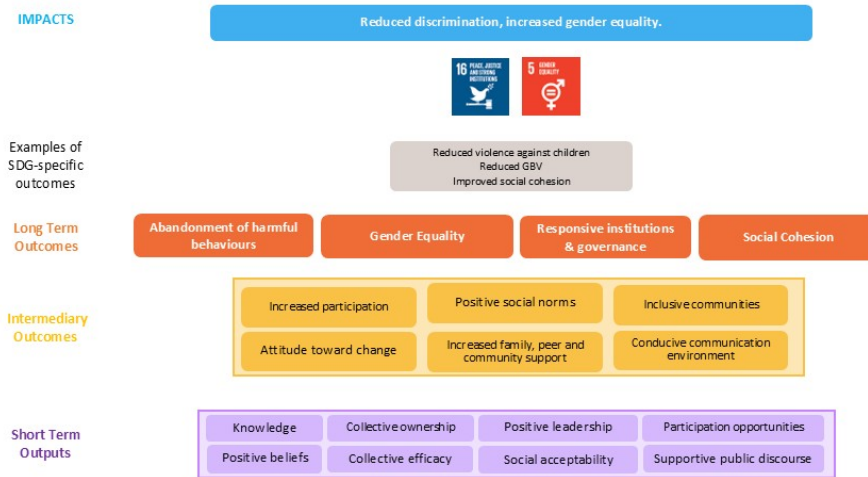 IMPACTS
Reduced discrimination, increased gender equality.
16 PEACE, JUSTICE
AND STRONG
INSTITUTIONS
5 GENDER
EQUALITY
Examples of
SDG-specific
outcomes
Reduced violence against children
Reduced GBV
Improved social cohesion
Long Term
Outcomes
Abandonment of harmful
behaviours
Gender Equality
Responsive institutions
& governance
Social Cohesion
Intermediary
Outcomes
Increased participation
Positive social norms
Inclusive communities
Attitude toward change
Increased family, peer and
community support
Conducive communication
environment
Short Term
Outputs
Knowledge
Collective ownership
Positive leadership
Participation opportunities
Positive beliefs
Collective efficacy
Social acceptability
Supportive public discourse